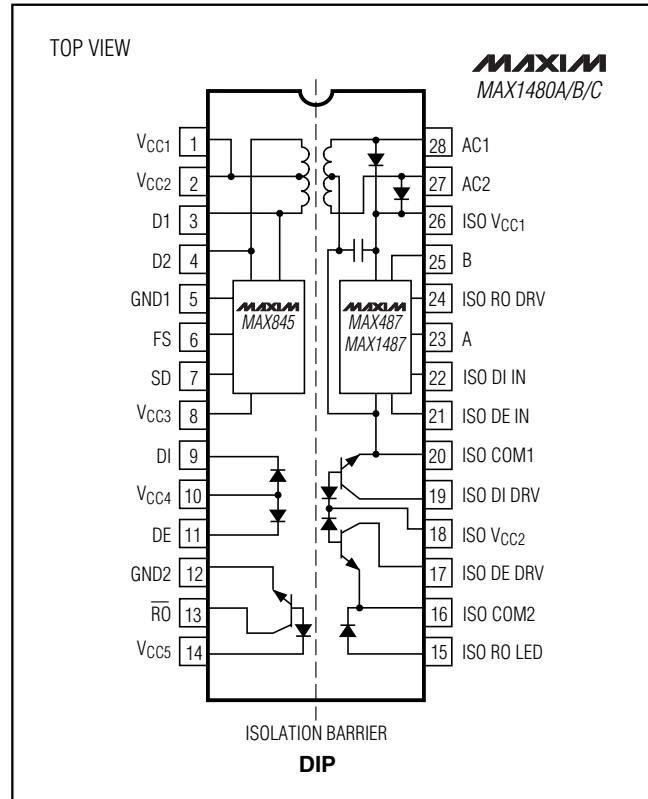 TOP VIEW
MAXIM
MAX1480A/B/C
VCC1 1
VCC2 2
D1 3
D2 4
GND1 5
FS 6
SD 7
VCC3 8
DI 9
VCC4 10
DE 11
GND2 12
R̅O̅ 13
VCC5 14
MAXIM
MAX845
MAXIM
MAX487
MAX1487
28 AC1
27 AC2
26 ISO VCC1
25 B
24 ISO RO DRV
23 A
22 ISO DI IN
21 ISO DE IN
20 ISO COM1
19 ISO DI DRV
18 ISO VCC2
17 ISO DE DRV
16 ISO COM2
15 ISO RO LED
ISOLATION BARRIER
DIP